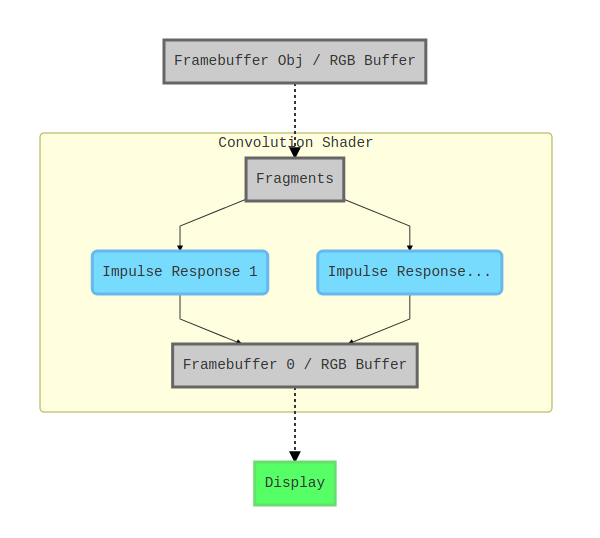 Framebuffer Obj / RGB Buffer
Convolution Shader
Fragments
Impulse Response 1
Impulse Response...
Framebuffer 0 / RGB Buffer
Display